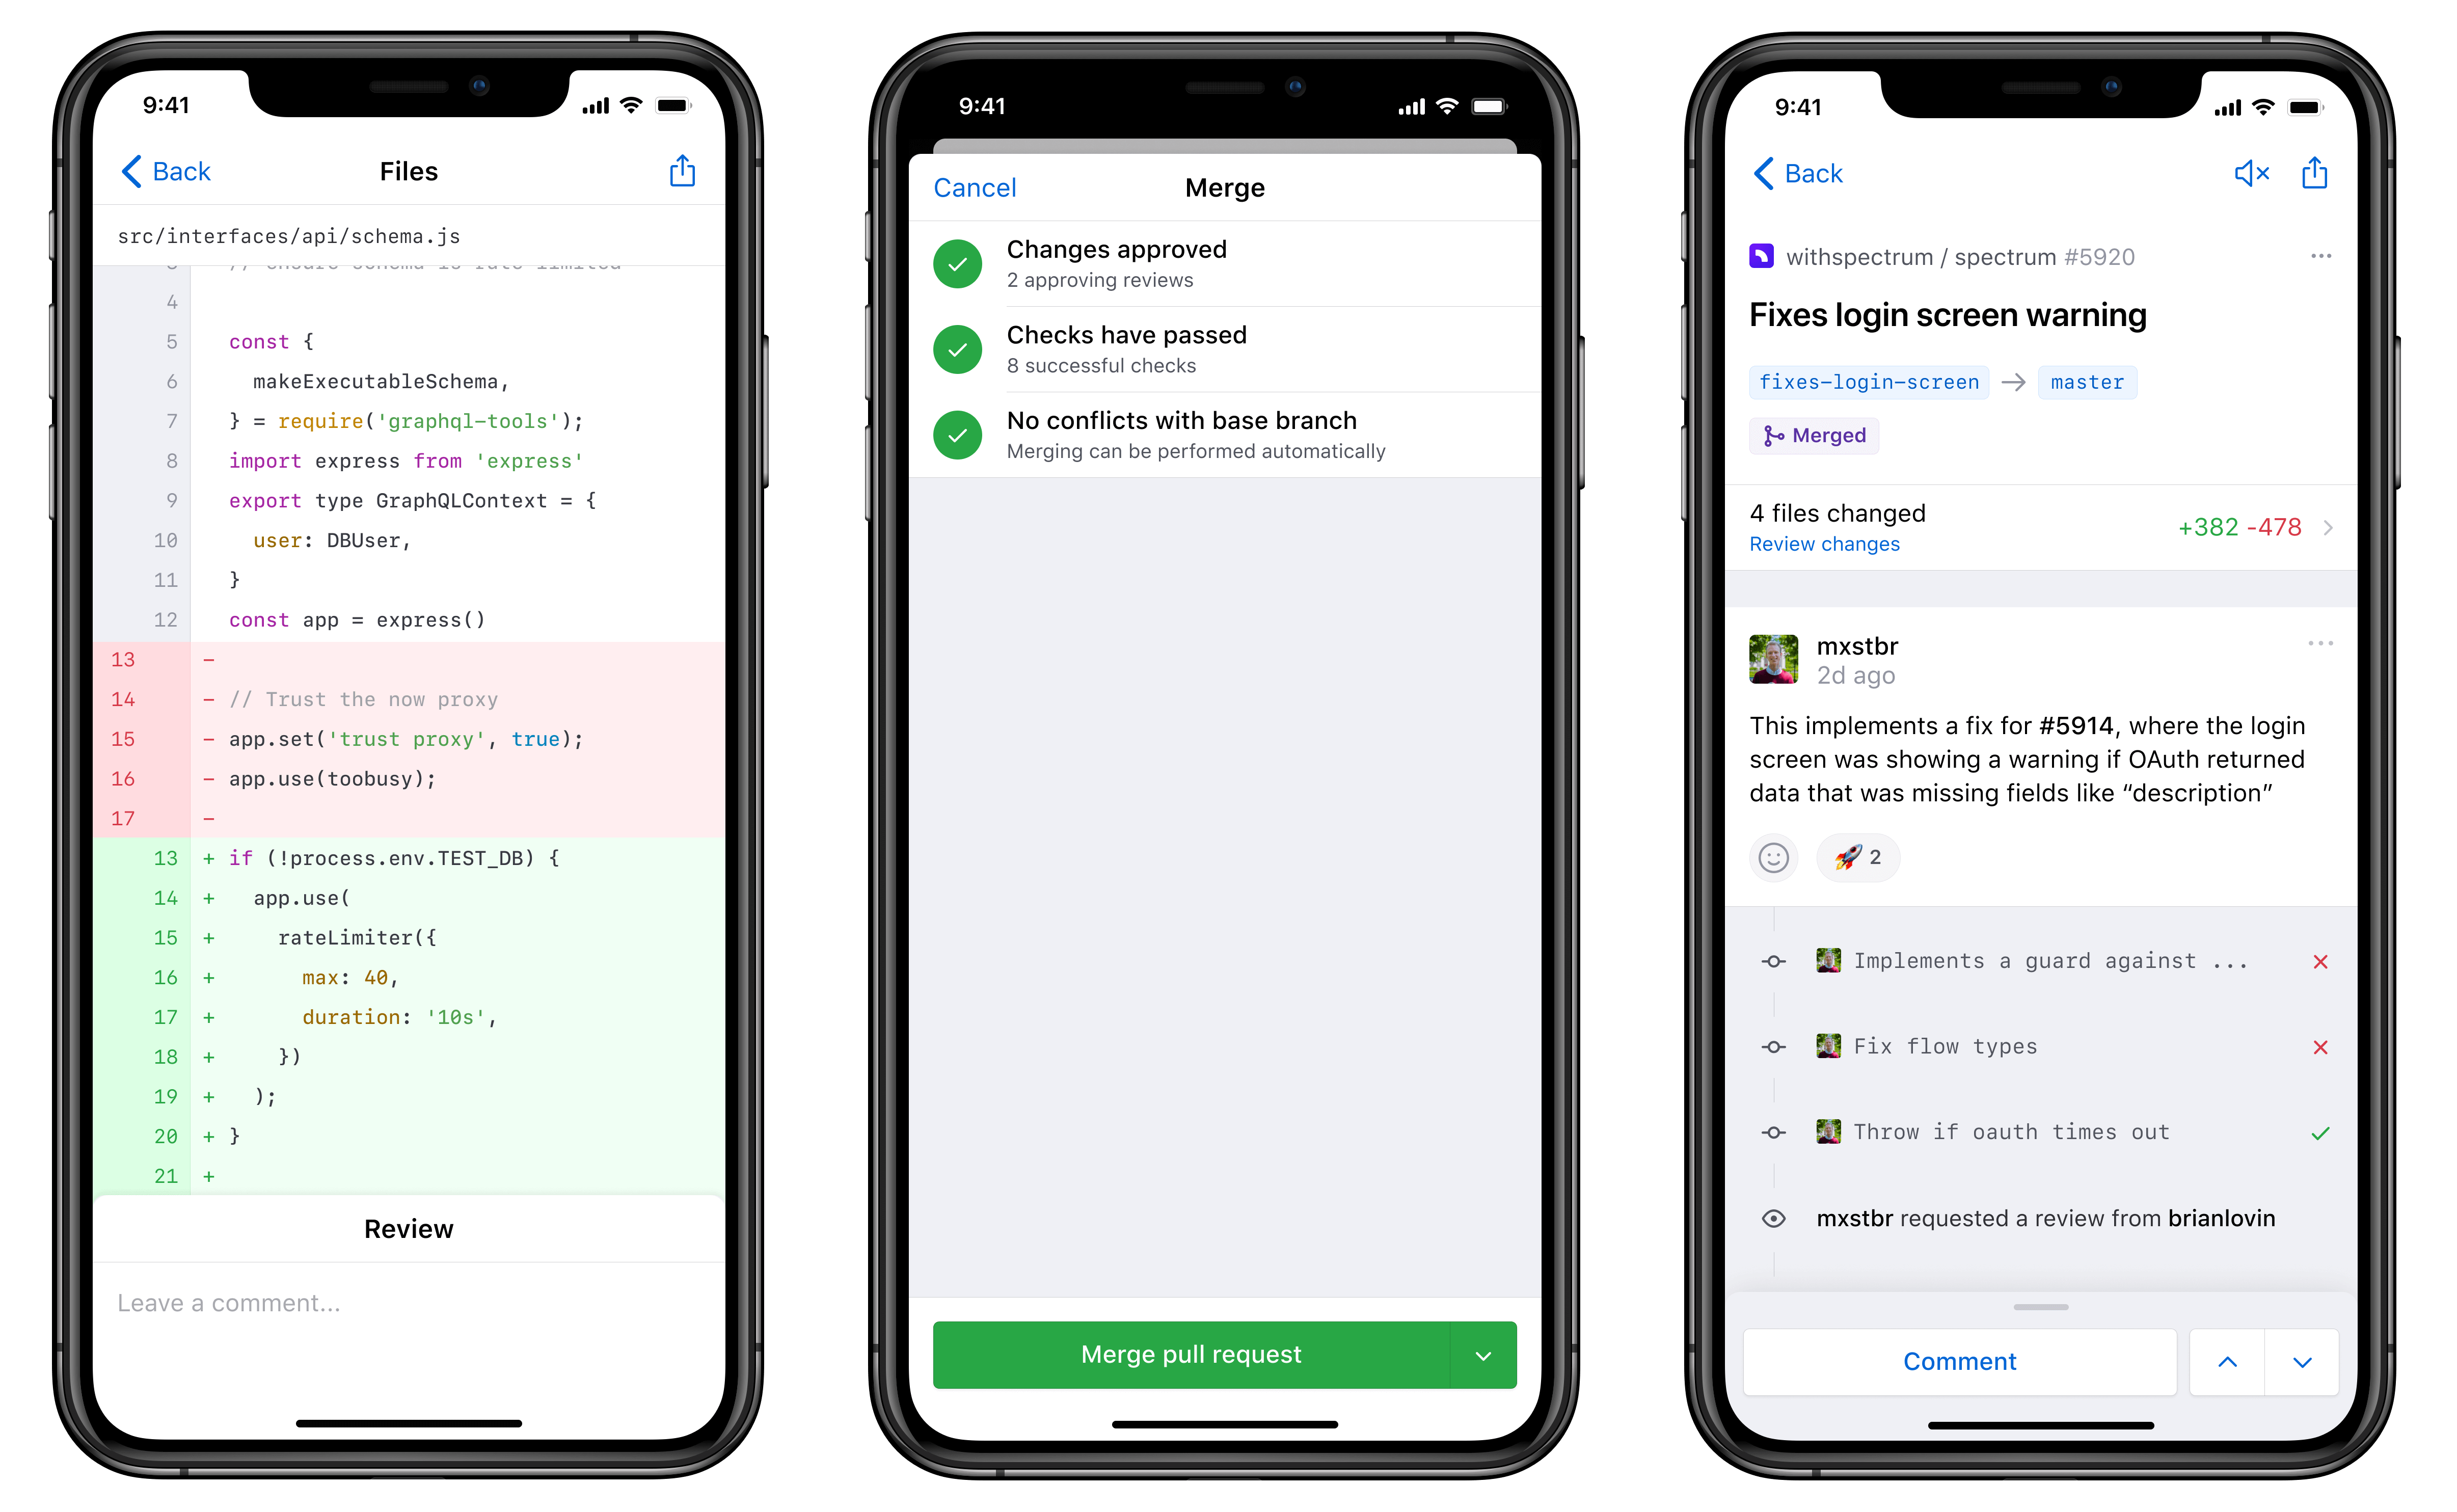 9:41
Back
Files
src/interfaces/api/schema.js
3 // ensure schema is rate limited
4
5 const {
6 makeExecutableSchema,
7 } = require('graphql-tools');
8 import express from 'express'
9 export type GraphQLContext = {
10 user: DBUser,
11 }
12 const app = express()
13 -
14 - // Trust the now proxy
15 - app.set('trust proxy', true);
16 - app.use(toobusy);
17 -
13 + if (!process.env.TEST_DB) {
14 + app.use(
15 + rateLimiter({
16 + max: 40,
17 + duration: '10s',
18 + })
19 + );
20 + }
21 +
Review
Leave a comment...
9:41
Cancel
Merge
Changes approved
2 approving reviews
Checks have passed
8 successful checks
No conflicts with base branch
Merging can be performed automatically
Merge pull request
9:41
Back
withspectrum / spectrum #5920
Fixes login screen warning
fixes-login-screen → master
Merged
4 files changed
+382 -478
Review changes
mxstbr
2d ago
This implements a fix for #5914, where the login
screen was showing a warning if OAuth returned
data that was missing fields like “description”
🚀 2
Implements a guard against ...
Fix flow types
Throw if oauth times out
mxstbr requested a review from brianlovin
Comment